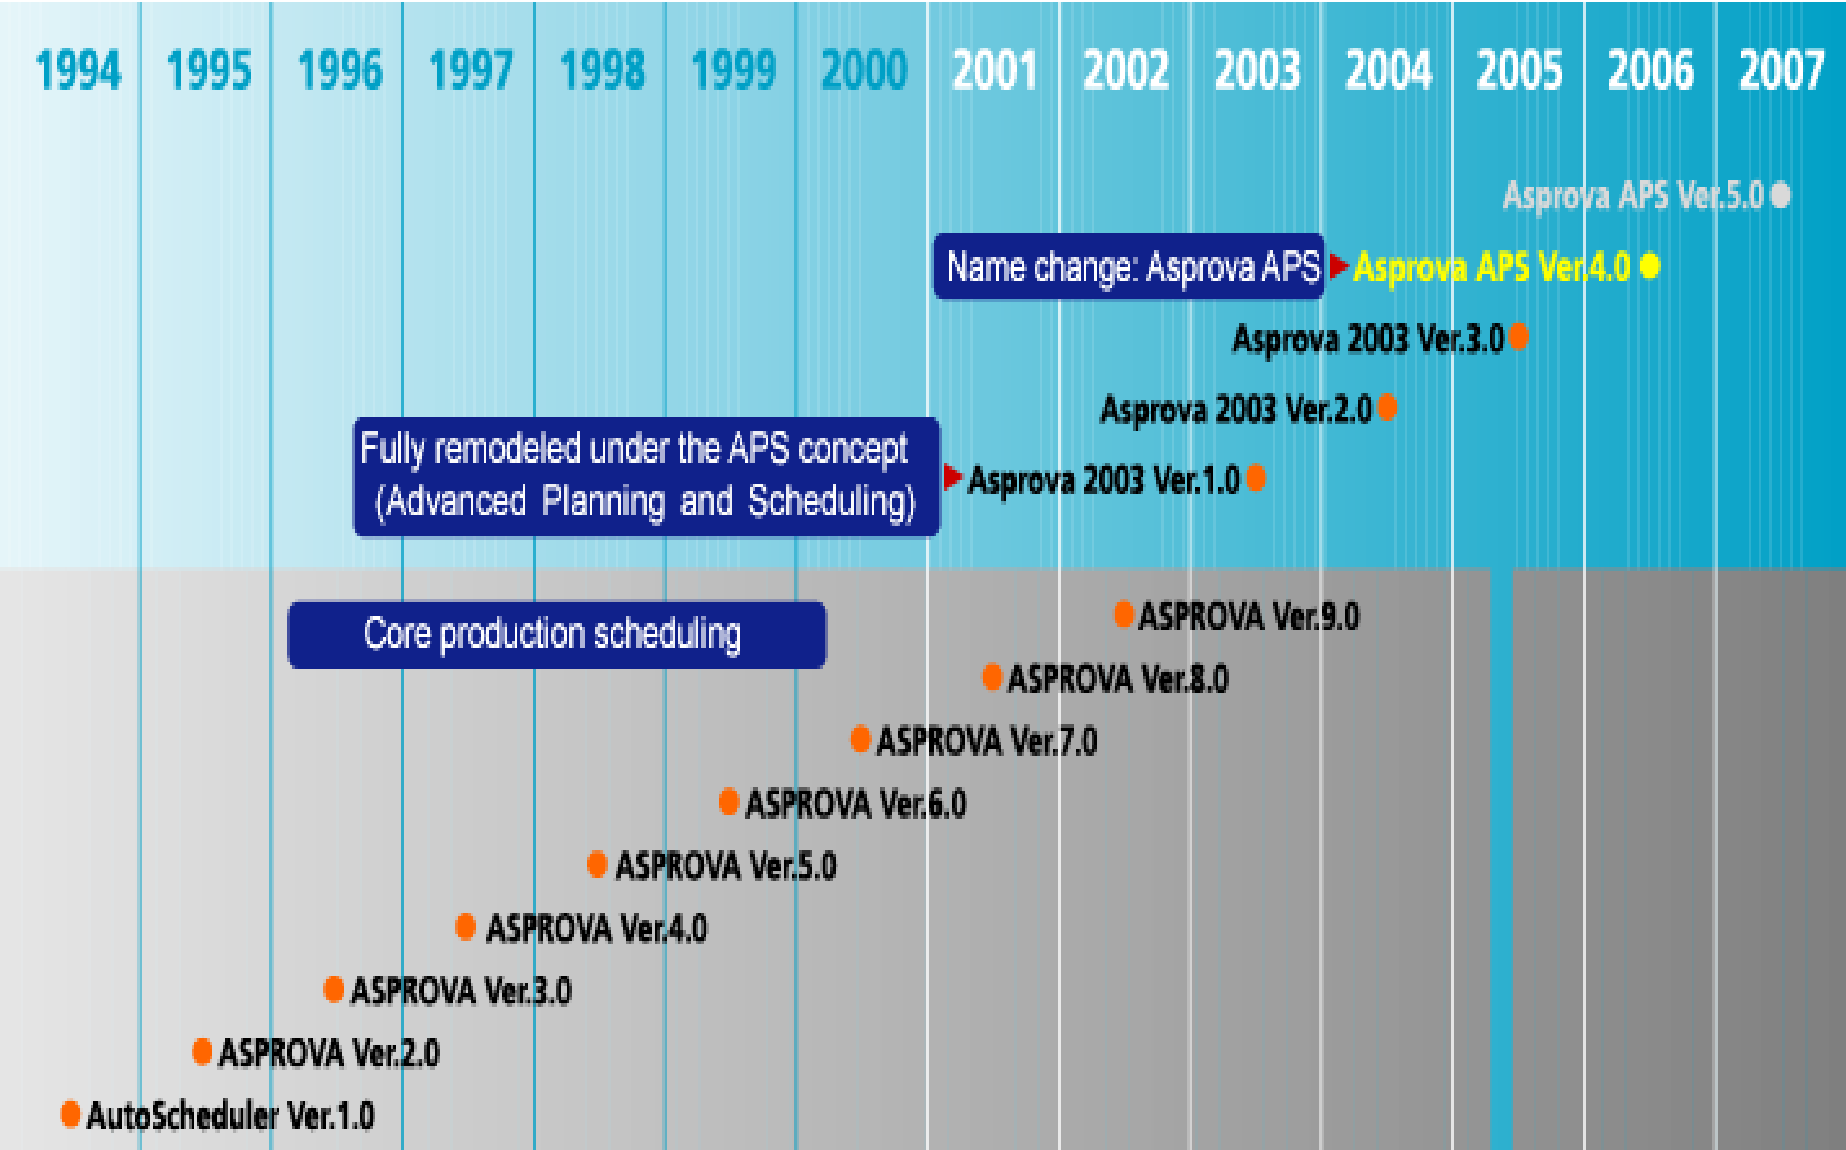 1994 1995 1996 1997 1998 1999 2000 2001 2002 2003 2004 2005 2006 2007
Asprova APS Ver.5.0
Name change: Asprova APS Asprova APS Ver.4.0
Asprova 2003 Ver.3.0
Asprova 2003 Ver.2.0
Fully remodeled under the APS concept
(Advanced Planning and Scheduling)
Asprova 2003 Ver.1.0
Core production scheduling
ASPROVA Ver.9.0
ASPROVA Ver.8.0
ASPROVA Ver.7.0
ASPROVA Ver.6.0
ASPROVA Ver.5.0
ASPROVA Ver.4.0
ASPROVA Ver.3.0
ASPROVA Ver.2.0
AutoScheduler Ver.1.0